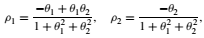 ρ₁ = (−θ₁ + θ₁θ₂) / (1 + θ₁² + θ₂²), ρ₂ = (−θ₂) / (1 + θ₁² + θ₂²),